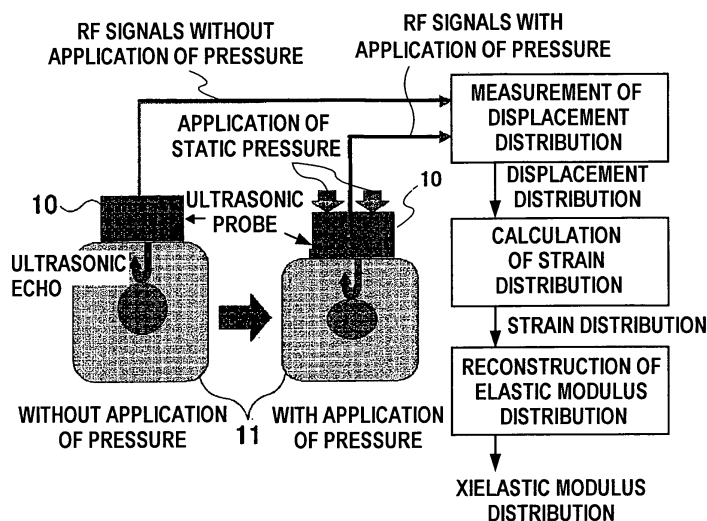 RF SIGNALS WITHOUT
APPLICATION OF PRESSURE
RF SIGNALS WITH
APPLICATION OF PRESSURE
MEASUREMENT OF
DISPLACEMENT
DISTRIBUTION
APPLICATION OF
STATIC PRESSURE
DISPLACEMENT
DISTRIBUTION
10
ULTRASONIC
PROBE
10
CALCULATION
OF STRAIN
DISTRIBUTION
ULTRASONIC
ECHO
STRAIN DISTRIBUTION
RECONSTRUCTION OF
ELASTIC MODULUS
DISTRIBUTION
WITHOUT APPLICATION
OF PRESSURE
11
WITH APPLICATION
OF PRESSURE
XIELASTIC MODULUS
DISTRIBUTION